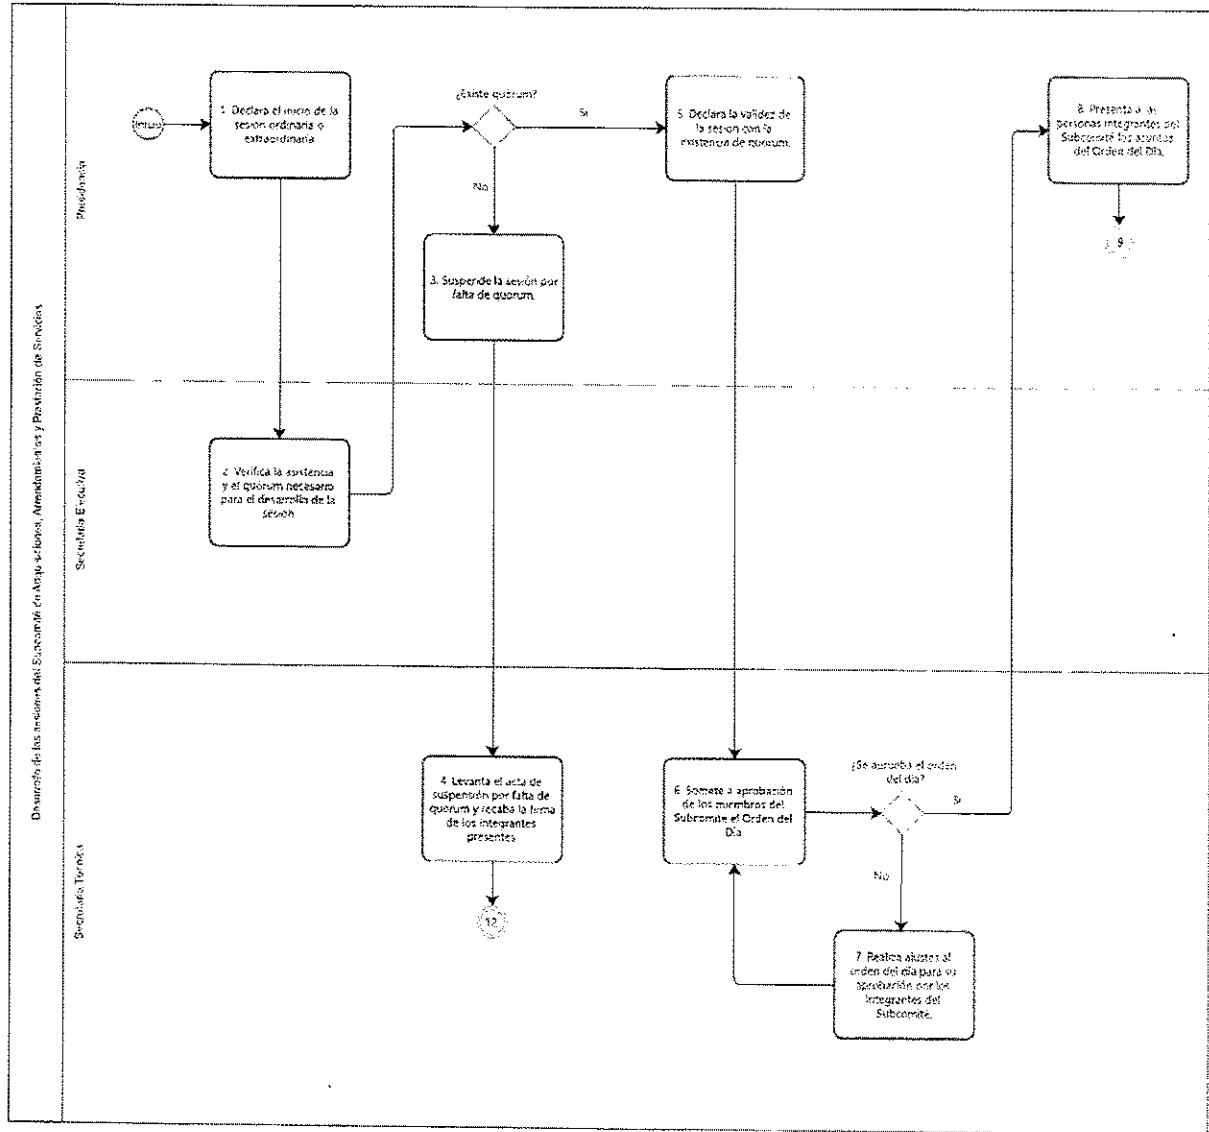 Desarrollo de las sesiones del Subcomité de Adquisiciones, Arrendamientos y Prestación de Servicios
Presidencia
Inicio
1. Declara el inicio de la
sesión ordinaria o
extraordinaria
¿Existe quórum?
Si
No
3. Suspende la sesión por
falta de quorum.
5. Declara la validez de
la sesión con la
existencia de quorum.
8. Presenta a las
personas integrantes del
Subcomité los asuntos
del Orden del Día.
9
Secretaría Ejecutiva
2. Verifica la asistencia
y el quórum necesario
para el desarrollo de la
sesión
Secretaría Técnica
4. Levanta el acta de
suspensión por falta de
quorum y recaba la firma
de los integrantes
presentes
12
6. Somete a aprobación
de los miembros del
Subcomité el Orden del
Día
¿Se aprueba el orden
del día?
Si
No
7. Realiza ajustes al
orden del día para su
aprobación por los
integrantes del
Subcomité.